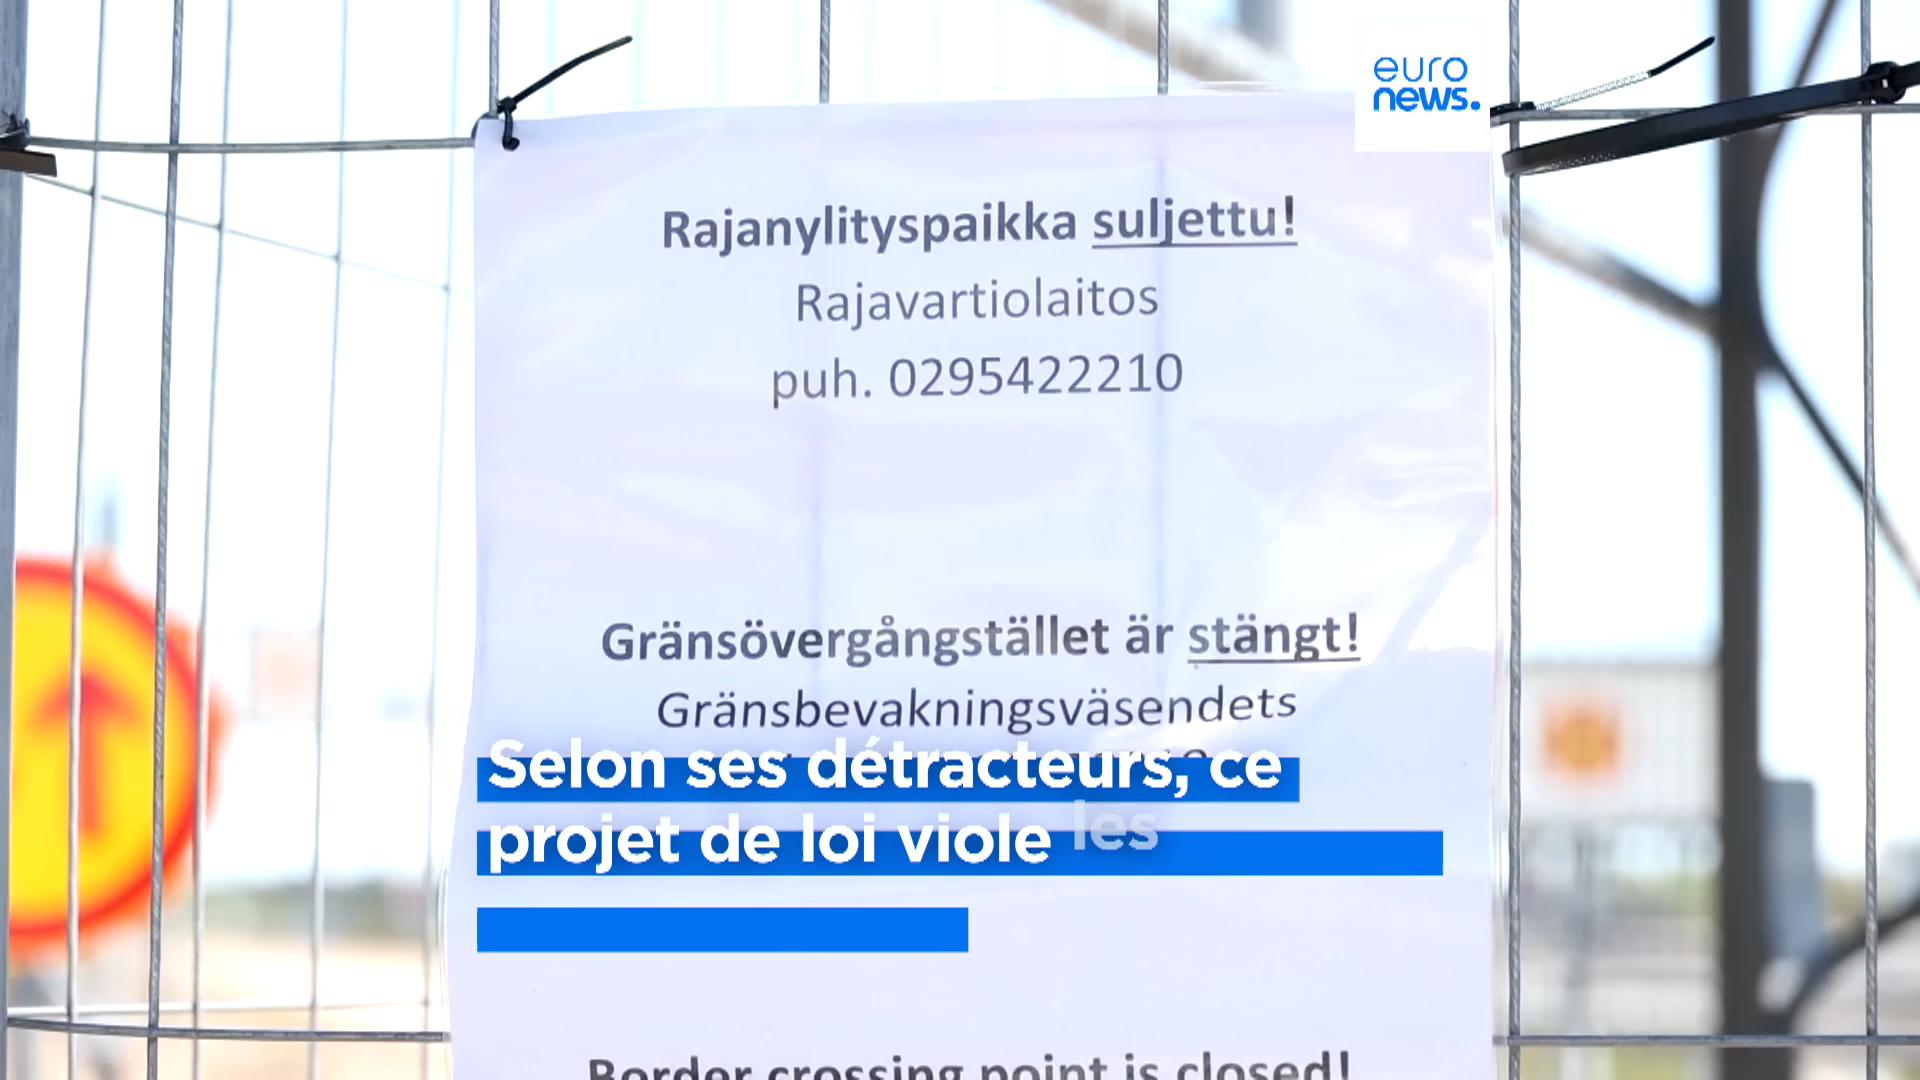 euro
news.
Rajanylityspaikka suljettu!
Rajavartiolaitos
puh. 0295422210
Gränsövergångstället är stängt!
Gränsbevakningsväsendets
Selon ses détracteurs, ce
projet de loi viole les
Border crossing point is closed!